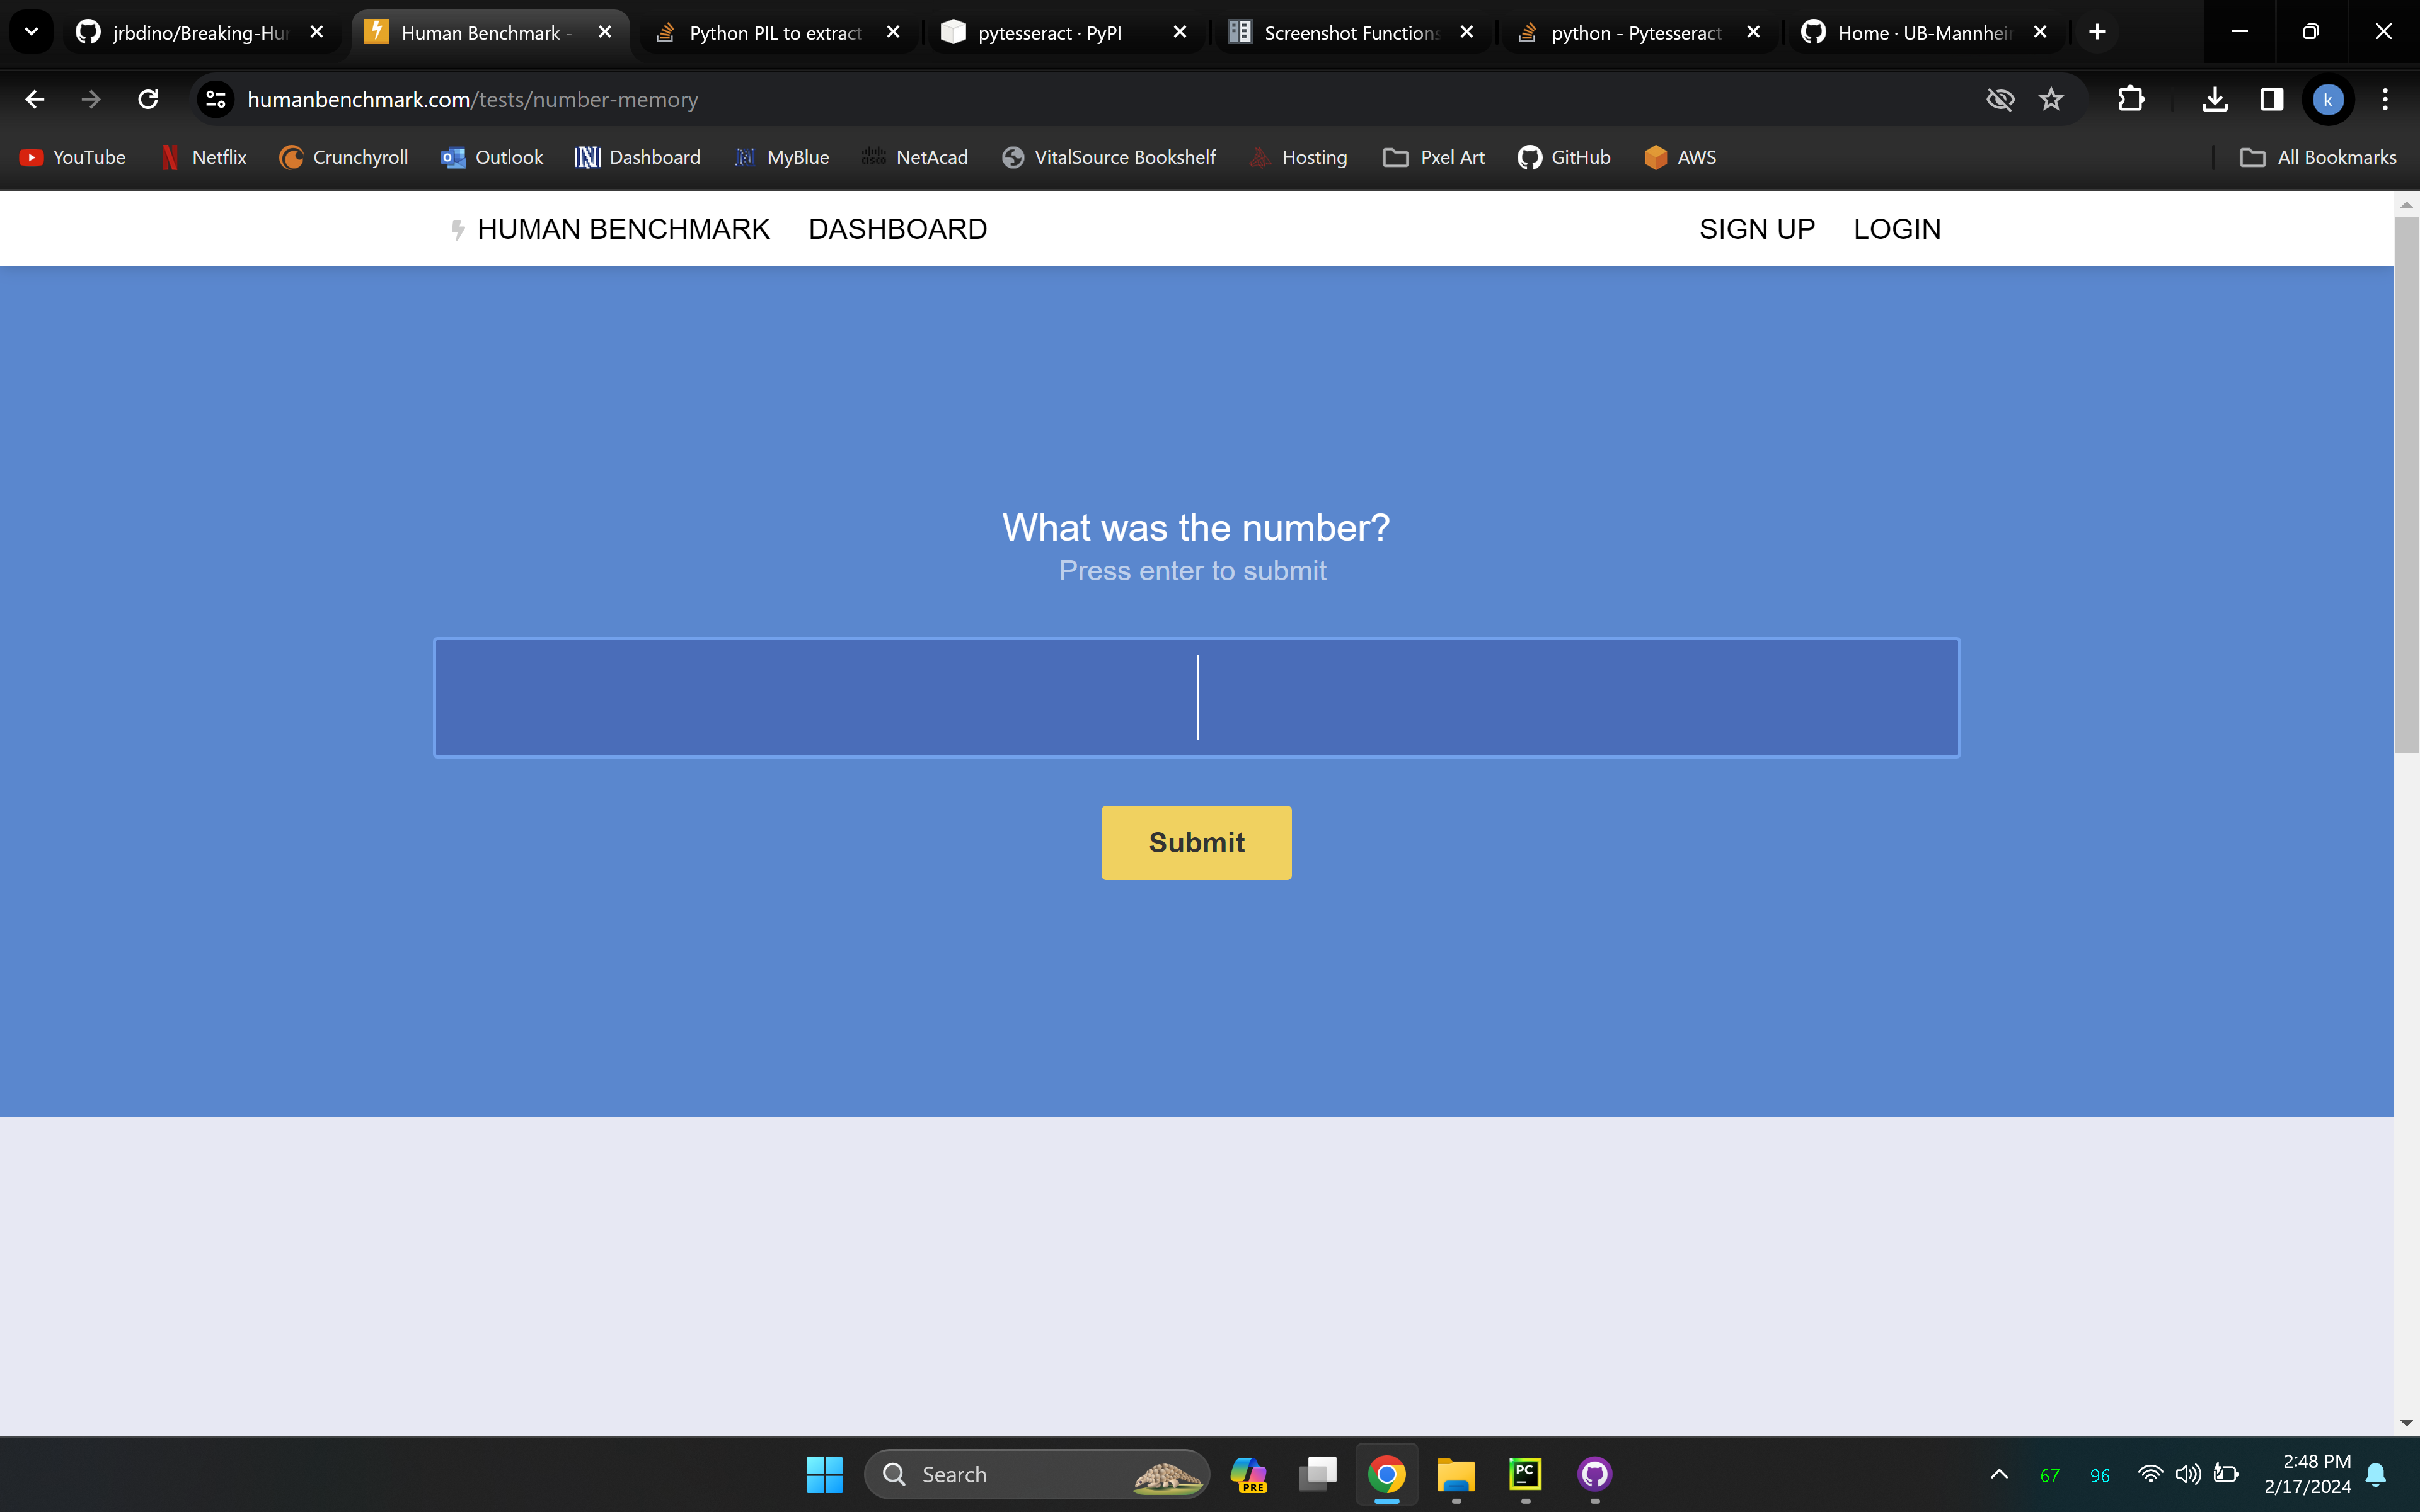 jrbdino/Breaking-Hur
Human Benchmark -
Python PIL to extract
pytesseract · PyPI
Screenshot Functions
python - Pytesseract
Home · UB-Mannhei
humanbenchmark.com/tests/number-memory
k
YouTube
Netflix
Crunchyroll
Outlook
Dashboard
MyBlue
NetAcad
VitalSource Bookshelf
Hosting
Pxel Art
GitHub
AWS
All Bookmarks
HUMAN BENCHMARK
DASHBOARD
SIGN UP
LOGIN
What was the number?
Press enter to submit
Submit
Search
PRE
PC
67
96
2:48 PM
2/17/2024